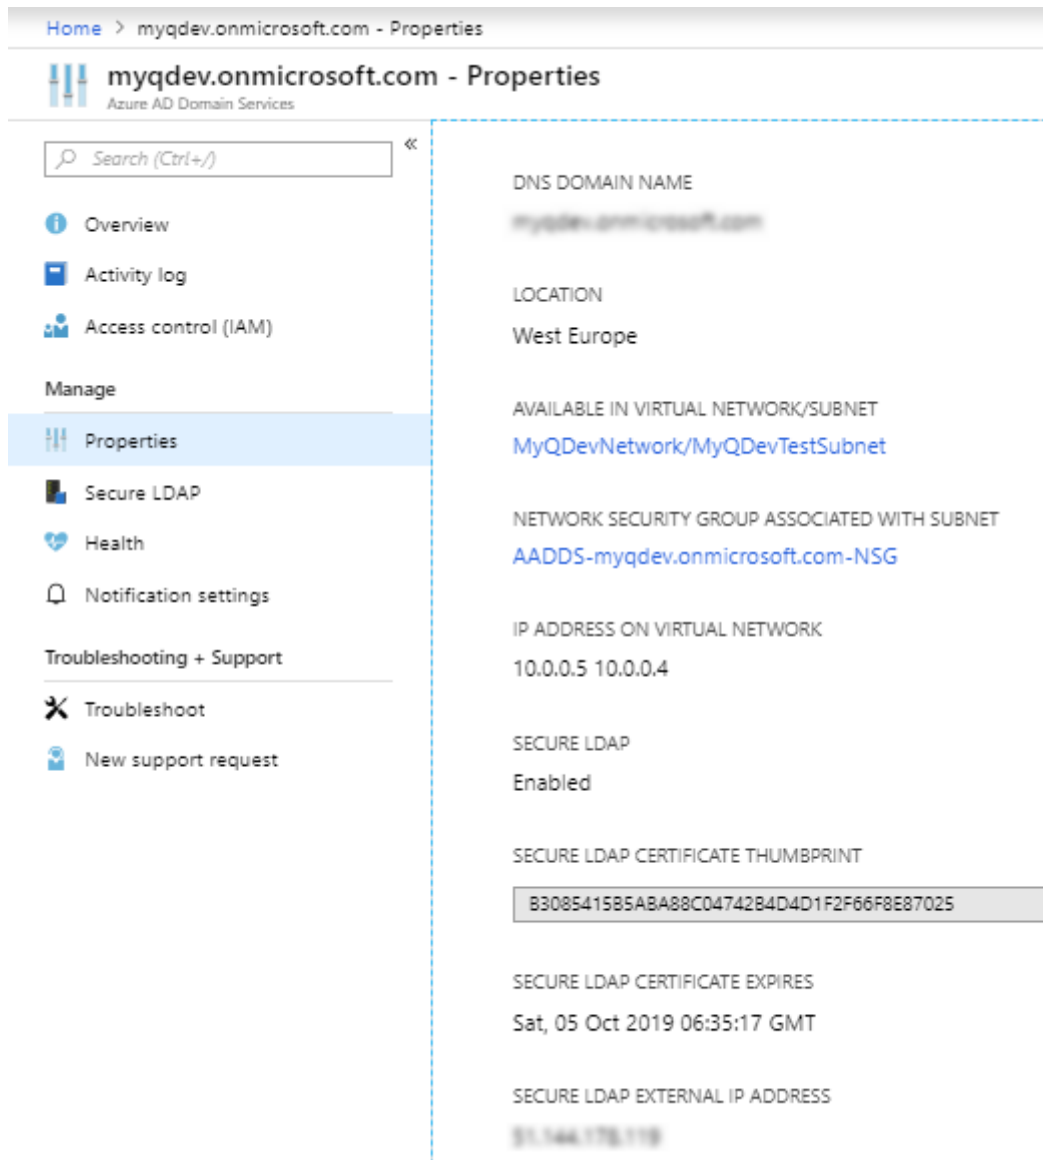 Home > myqdev.onmicrosoft.com - Properties
myqdev.onmicrosoft.com - Properties
Azure AD Domain Services
Search (Ctrl+/)
«
Overview
Activity log
Access control (IAM)
Manage
Properties
Secure LDAP
Health
Notification settings
Troubleshooting + Support
Troubleshoot
New support request
DNS DOMAIN NAME
LOCATION
West Europe
AVAILABLE IN VIRTUAL NETWORK/SUBNET
MyQDevNetwork/MyQDevTestSubnet
NETWORK SECURITY GROUP ASSOCIATED WITH SUBNET
AADDS-myqdev.onmicrosoft.com-NSG
IP ADDRESS ON VIRTUAL NETWORK
10.0.0.5 10.0.0.4
SECURE LDAP
Enabled
SECURE LDAP CERTIFICATE THUMBPRINT
B3085415B5ABA88C04742B4D4D1F2F66F8E87025
SECURE LDAP CERTIFICATE EXPIRES
Sat, 05 Oct 2019 06:35:17 GMT
SECURE LDAP EXTERNAL IP ADDRESS